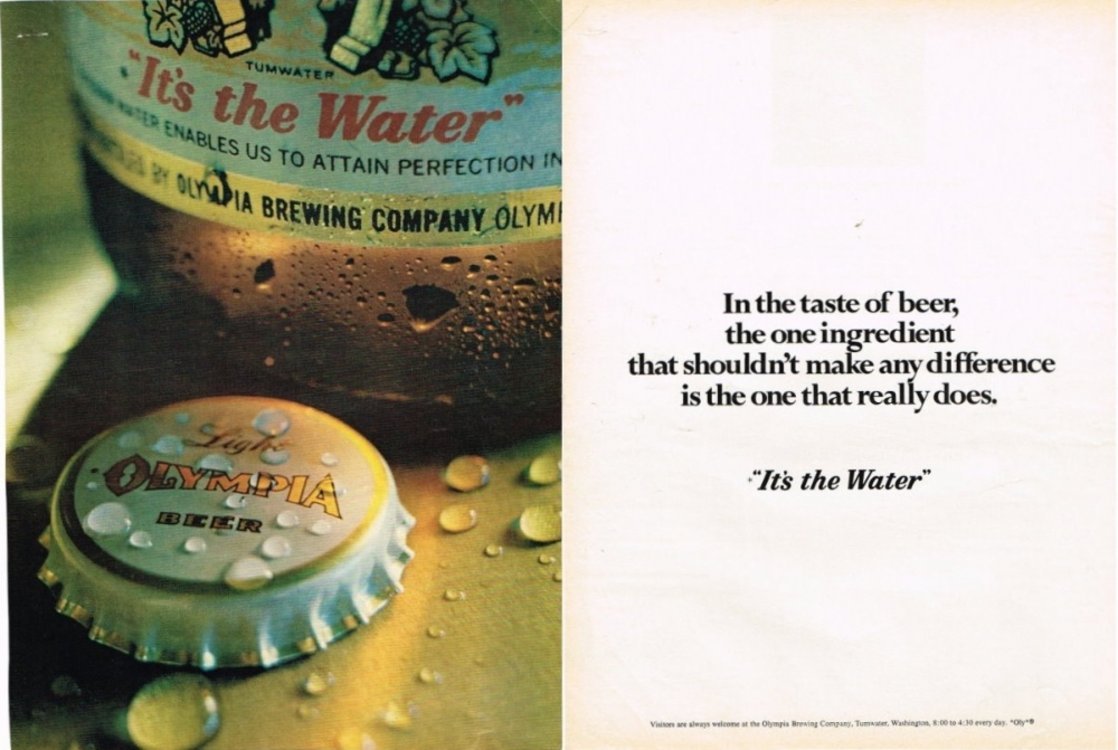 TUMWATER
"It's the Water"
WATER ENABLES US TO ATTAIN PERFECTION IN
BY OLYMPIA BREWING COMPANY OLYM
Light
OLYMPIA
BEER
In the taste of beer,
the one ingredient
that shouldn't make any difference
is the one that really does.
"It's the Water"
Visitors are always welcome at the Olympia Brewing Company, Tumwater, Washington, 8:00 to 4:30 every day. "Oly"®